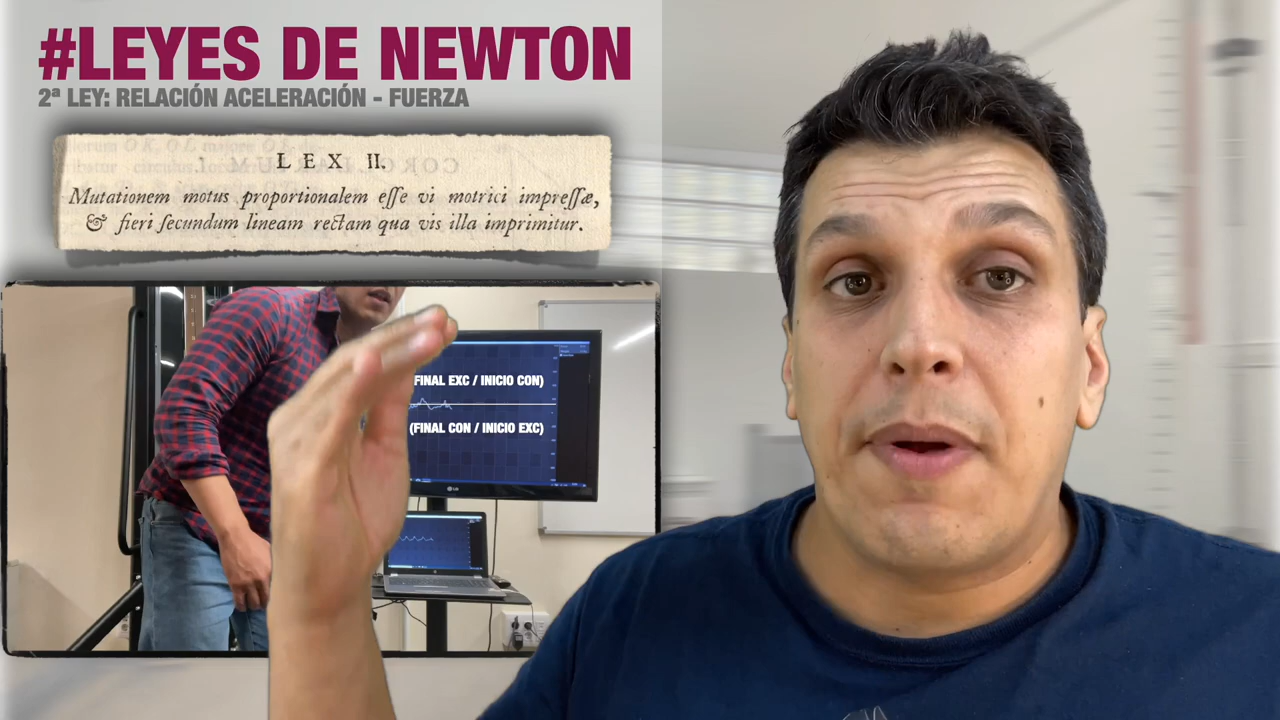 #LEYES DE NEWTON
2ª LEY: RELACIÓN ACELERACIÓN - FUERZA
L E X II.
Mutationem motus proportionalem eſſe vi motrici impreſſæ,
& fieri ſecundum lineam rectam qua vis illa imprimitur.
(FINAL EXC / INICIO CON)
(FINAL CON / INICIO EXC)
LG